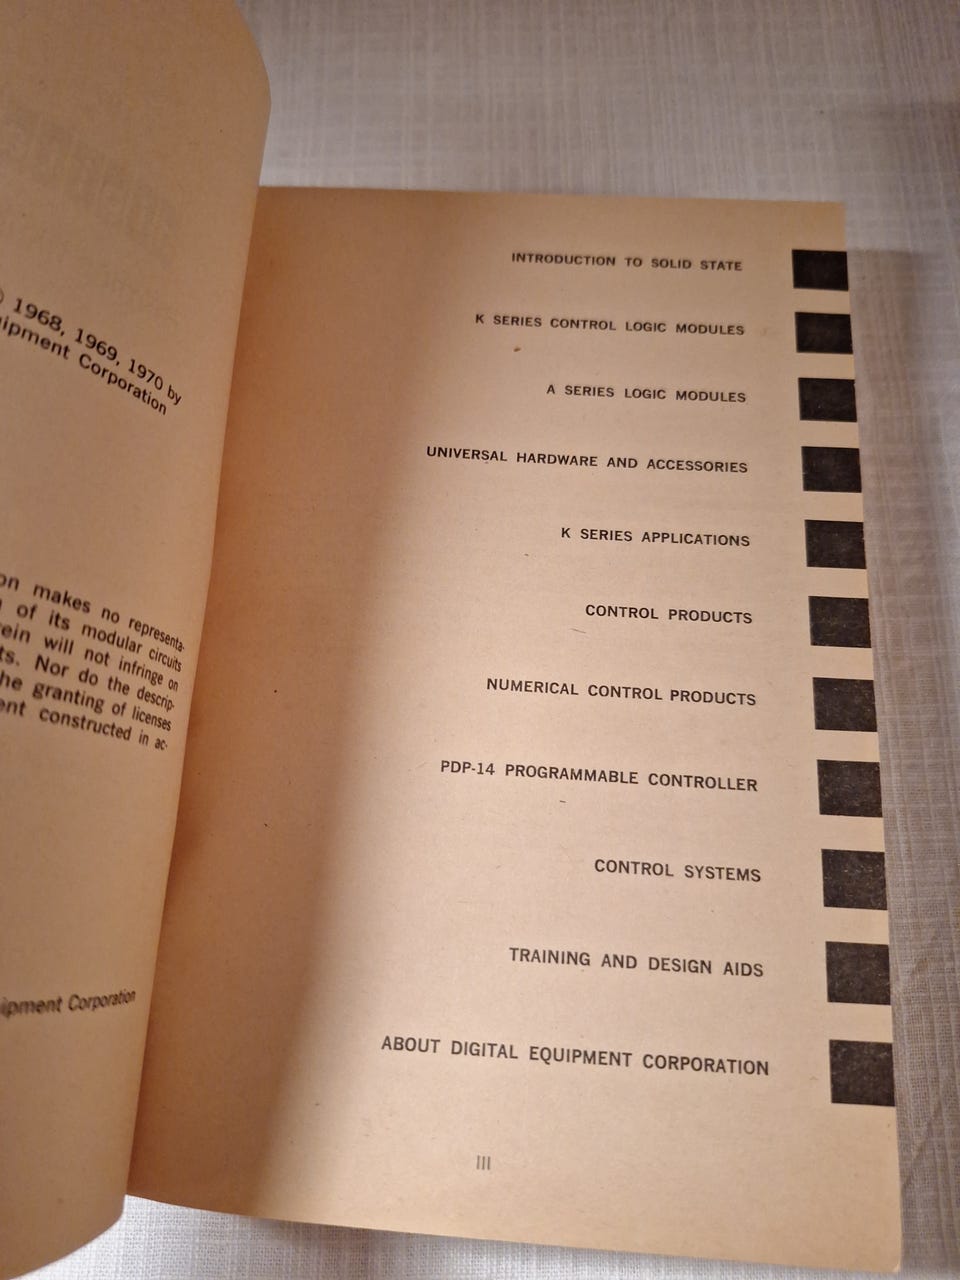 1968, 1969, 1970 by
uipment Corporation
on makes no representa-
of its modular circuits
rein will not infringe on
ts. Nor do the descrip-
he granting of licenses
ent constructed in ac-
uipment Corporation
INTRODUCTION TO SOLID STATE
K SERIES CONTROL LOGIC MODULES
A SERIES LOGIC MODULES
UNIVERSAL HARDWARE AND ACCESSORIES
K SERIES APPLICATIONS
CONTROL PRODUCTS
NUMERICAL CONTROL PRODUCTS
PDP-14 PROGRAMMABLE CONTROLLER
CONTROL SYSTEMS
TRAINING AND DESIGN AIDS
ABOUT DIGITAL EQUIPMENT CORPORATION
III